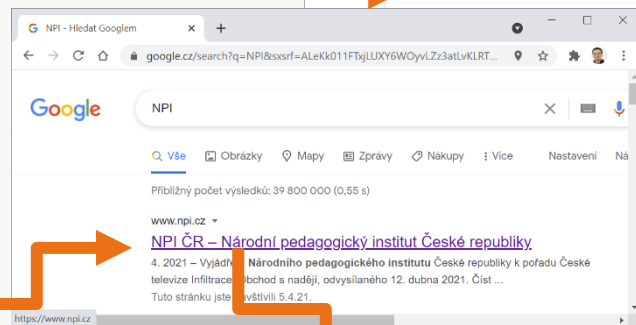 NPI - Hledat Googlem
google.cz/search?q=NPI&sxsrf=ALeKk011FTxjLUXY6WOyvLZz3atLvKLRT...
Google
NPI
Vše Obrázky Mapy Zprávy Nákupy Více Nastavení Ná
Přibližný počet výsledků: 39 800 000 (0,55 s)
www.npi.cz
NPI ČR – Národní pedagogický institut České republiky
4. 2021 – Národního pedagogického institutu České republiky k pořadu České
televize Infiltrace: Obchod s nadějí, odvysílaného 12. dubna 2021. Číst ...
Tuto stránku jste navštívili 5.4.21.
https://www.npi.cz